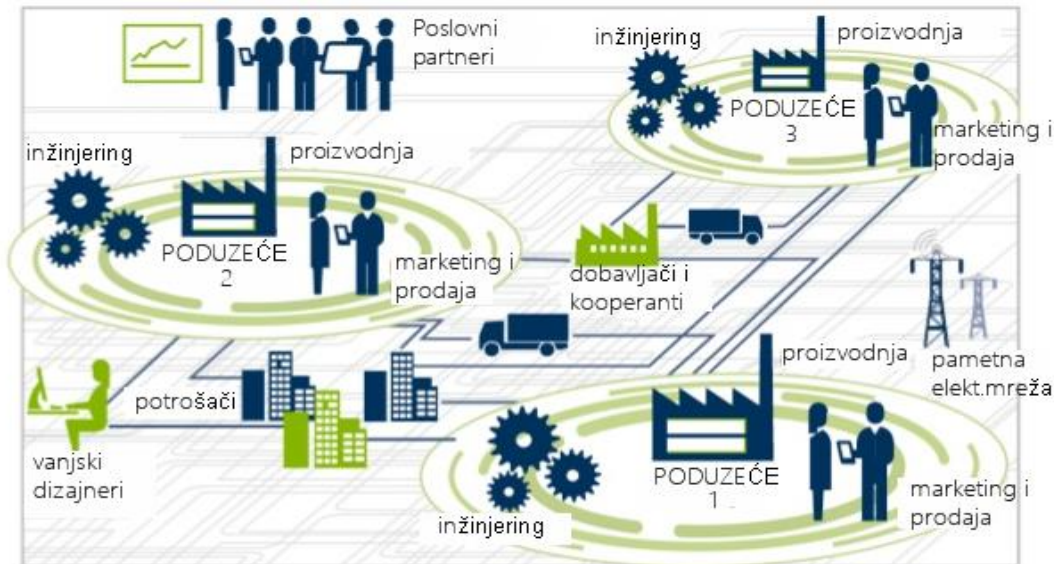 Poslovni
partneri
inžinjering
proizvodnja
PODUZEĆE
3
marketing i
prodaja
inžinjering
proizvodnja
PODUZEĆE
2
marketing i
prodaja
dobavljači i
kooperanti
pametna
elekt.mreža
potrošači
vanjski
dizajneri
proizvodnja
PODUZEĆE
1
inžinjering
marketing i
prodaja